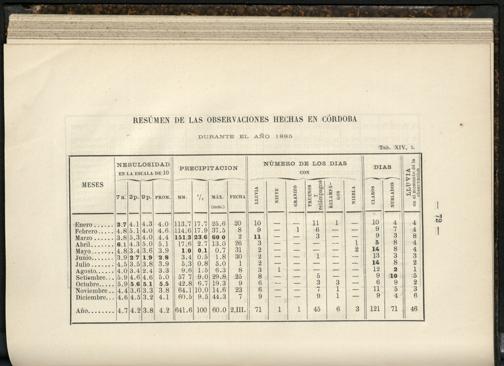 RESÚMEN DE LAS OBSERVACIONES HECHAS EN CÓRDOBA
DURANTE EL AÑO 1885
Tab. XIV, 1.
MESES NEBULOSIDAD EN LA ESCALA DE 10 PRECIPITACION NÚMERO DE LOS DIAS CON DIAS LLUVIA
7 a. 2 p. 9 p. PROM. MM. °/. MÁX. FECHA LLUVIA NIEVE GRANIZO TRUENOS Y relámpagos RELÁMPAGOS NIEBLA CLAROS NUBLADOS
Enero 3.7 4.1 4.3 4.0 113.7 17.7 25.6 20 10 — — 11 1 — 10 4 4
Febrero 4.8 5.1 4.0 4.6 114.6 17.9 37.5 8 9 — 1 6 — — 9 7 4
Marzo 3.8 5.3 4.0 4.4 151.3 23.6 60.0 2 11 — — 3 — — 9 3 8
Abril 6.1 4.3 5.0 5.1 17.6 2.7 13.0 26 3 — — — — 1 5 8 4
Mayo 4.8 3.4 3.6 3.9 1.0 0.1 0.7 31 2 — — — — 2 14 8 4
Junio 3.9 2.7 1.9 2.8 3.4 0.5 1.8 30 2 — — 1 — — 13 3 3
Julio 4.5 3.5 3.8 3.9 5.3 0.8 5.0 1 2 — — — — — 14 8 2
Agosto 4.0 3.4 2.4 3.3 9.6 1.5 6.3 8 3 1 — — — — 12 2 1
Setiembre 5.9 4.6 4.6 5.0 57.7 9.0 29.8 25 8 — — 5 — — 9 10 5
Octubre 5.9 5.6 5.1 5.5 42.8 6.7 19.3 9 6 — — 3 3 — 6 9 2
Noviembre 4.4 3.6 3.3 3.8 64.1 10.0 14.6 23 6 — — 7 1 — 11 5 3
Diciembre 4.6 4.5 3.2 4.1 60.5 9.5 44.3 7 9 — — 9 1 — 9 4 6
Año 4.7 4.2 3.8 4.2 641.6 100 60.0 2,III. 71 1 1 45 6 3 121 71 46
— 79 —